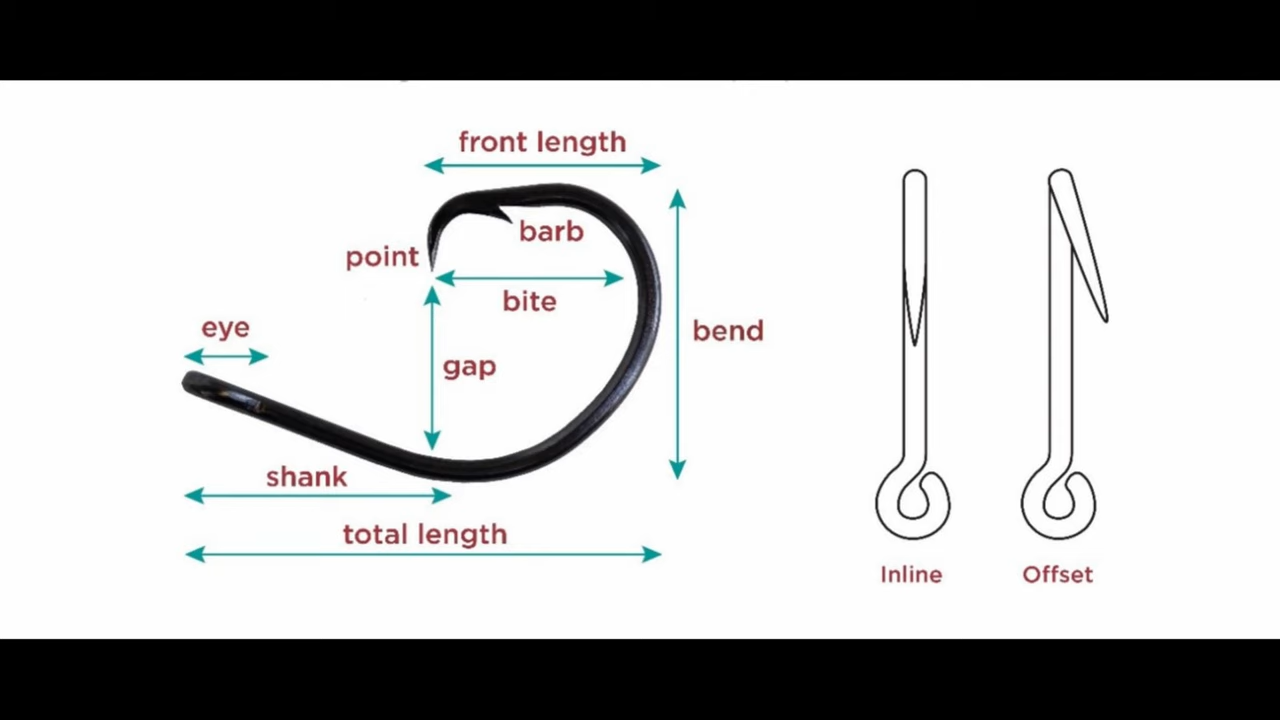 front length
barb
point
bite
eye
bend
gap
shank
total length
Inline
Offset